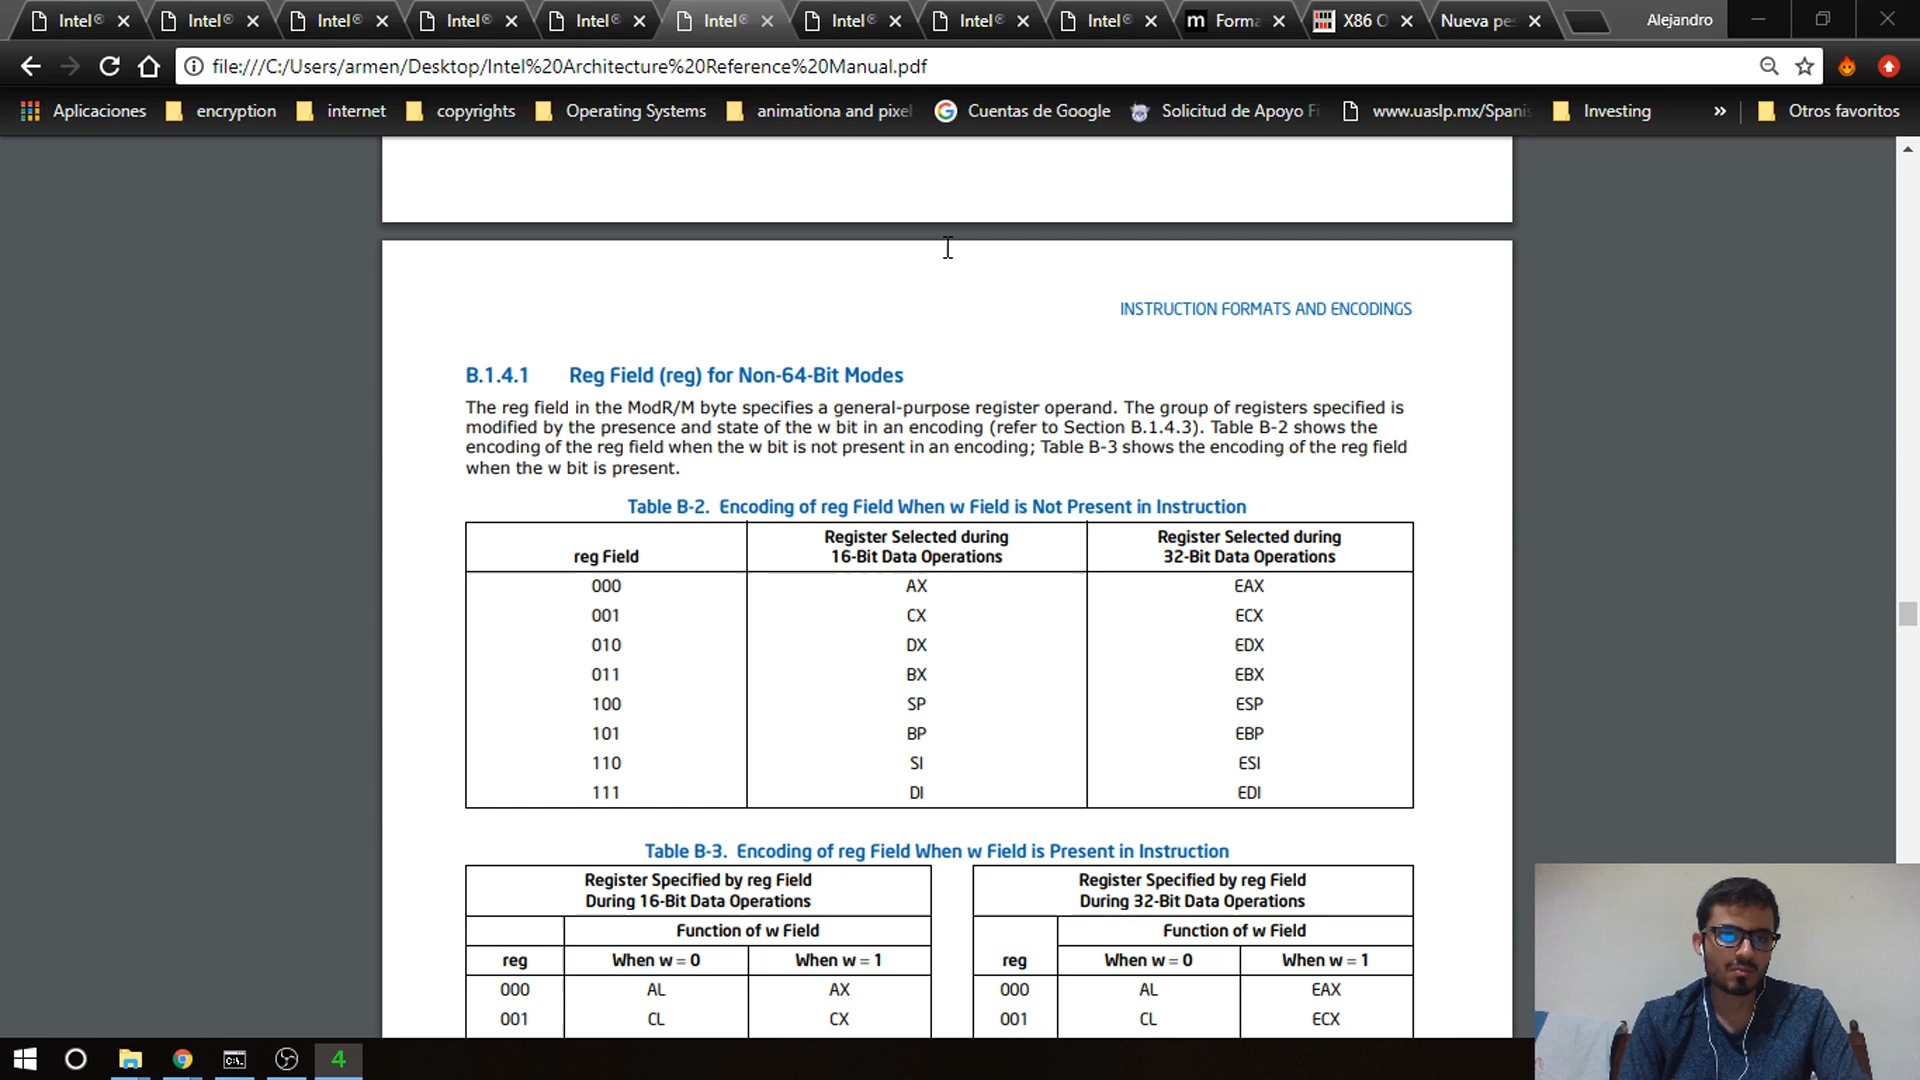 Intel® Intel® Intel® Intel® Intel® Intel® Intel® Intel® Intel® Forma X86 O Nueva pes Alejandro
file:///C:/Users/armen/Desktop/Intel%20Architecture%20Reference%20Manual.pdf
Aplicaciones encryption internet copyrights Operating Systems animationa and pixel Cuentas de Google Solicitud de Apoyo Fi www.uaslp.mx/Spanis Investing » Otros favoritos
INSTRUCTION FORMATS AND ENCODINGS
B.1.4.1 Reg Field (reg) for Non-64-Bit Modes
The reg field in the ModR/M byte specifies a general-purpose register operand. The group of registers specified is
modified by the presence and state of the w bit in an encoding (refer to Section B.1.4.3). Table B-2 shows the
encoding of the reg field when the w bit is not present in an encoding; Table B-3 shows the encoding of the reg field
when the w bit is present.
Table B-2. Encoding of reg Field When w Field is Not Present in Instruction
reg Field Register Selected during Register Selected during
16-Bit Data Operations 32-Bit Data Operations
000 AX EAX
001 CX ECX
010 DX EDX
011 BX EBX
100 SP ESP
101 BP EBP
110 SI ESI
111 DI EDI
Table B-3. Encoding of reg Field When w Field is Present in Instruction
Register Specified by reg Field Register Specified by reg Field
During 16-Bit Data Operations During 32-Bit Data Operations
Function of w Field Function of w Field
reg When w = 0 When w = 1 reg When w = 0 When w = 1
000 AL AX 000 AL EAX
001 CL CX 001 CL ECX
4